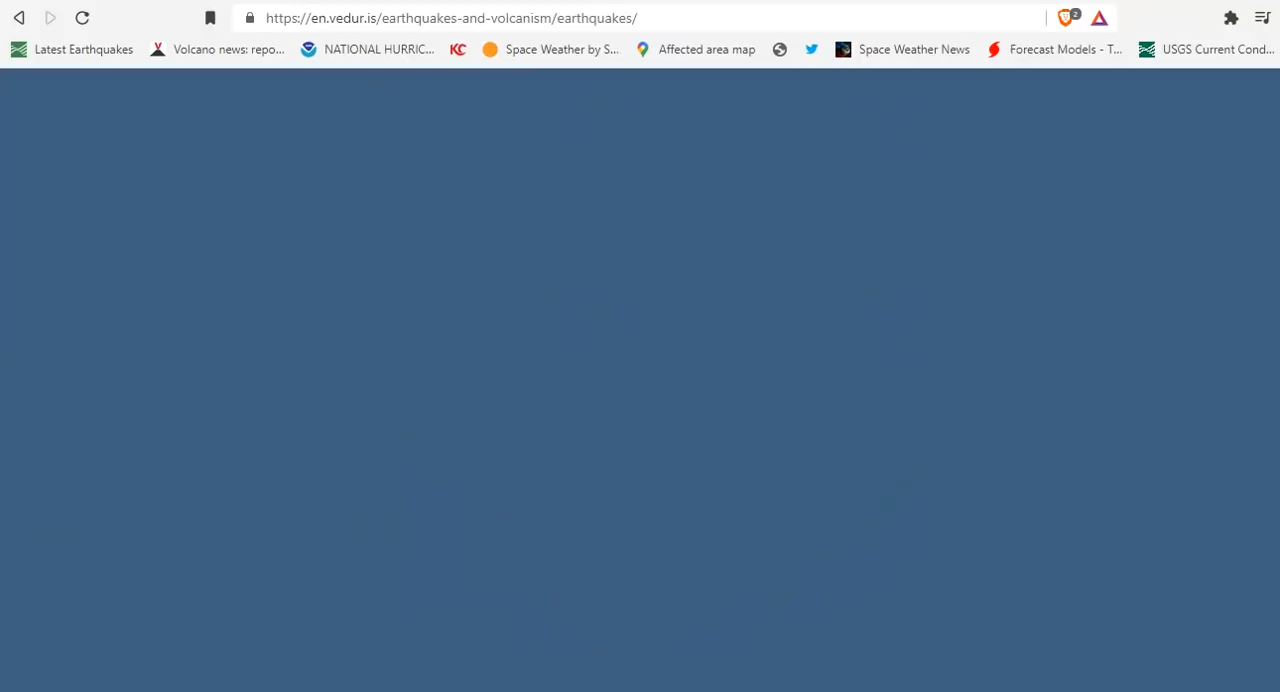 https://en.vedur.is/earthquakes-and-volcanism/earthquakes/
2
Latest Earthquakes Volcano news: repo... NATIONAL HURRIC... KC Space Weather by S... Affected area map Space Weather News Forecast Models - T... USGS Current Cond...